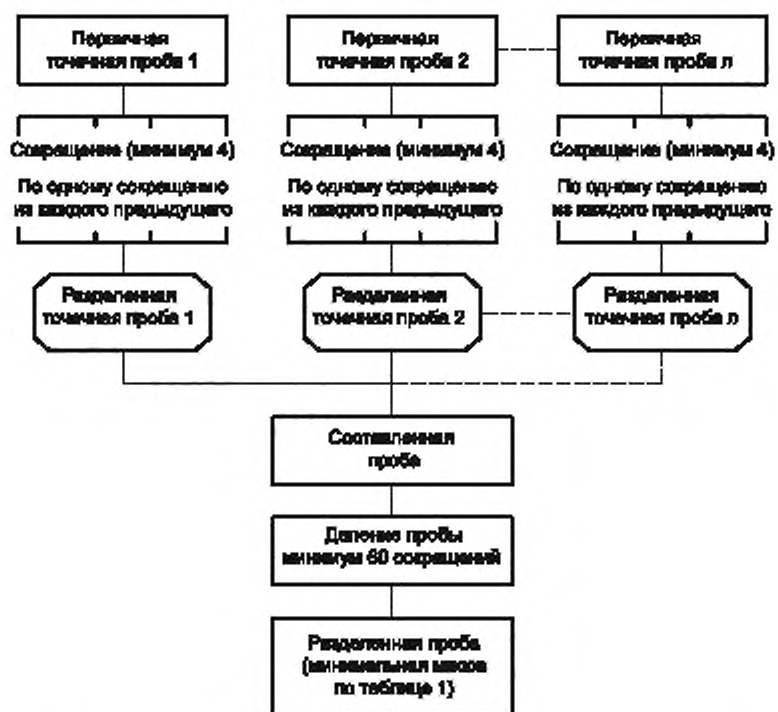 Первичная
точечная проба 1
Первичная
точечная проба 2
Первичная
точечная проба л
Сокращение (минимум 4)
По одному сокращению
из каждого предыдущего
Сокращение (минимум 4)
По одному сокращению
из каждого предыдущего
Сокращение (минимум 4)
По одному сокращению
из каждого предыдущего
Разделенная
точечная проба 1
Разделенная
точечная проба 2
Разделенная
точечная проба л
Составленная
проба
Деление пробы
минимум 60 сокращений
Разделенная проба
(минимальная масса
по таблице 1)